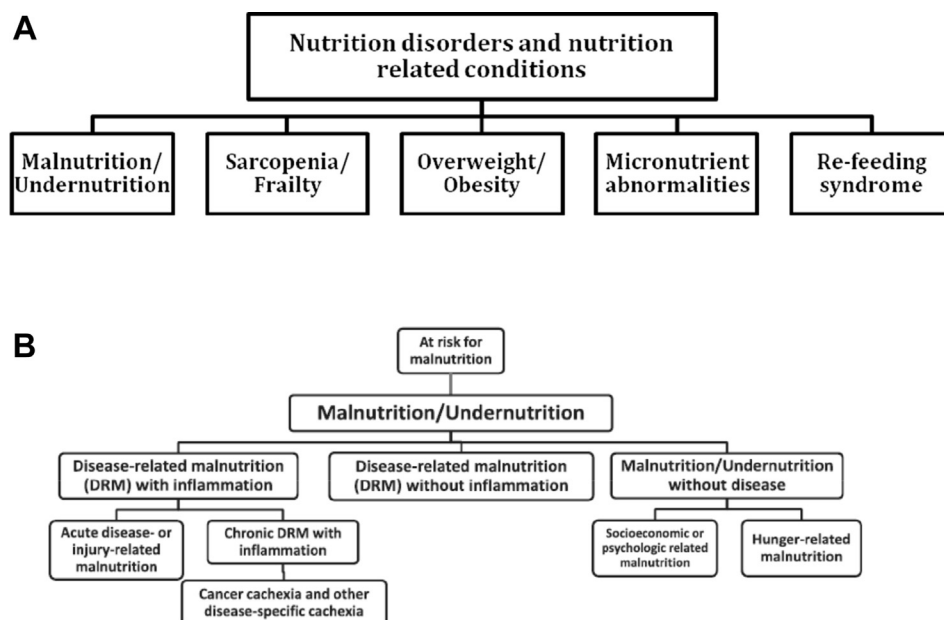 A
Nutrition disorders and nutrition
related conditions
Malnutrition/
Undernutrition
Sarcopenia/
Frailty
Overweight/
Obesity
Micronutrient
abnormalities
Re-feeding
syndrome
B
At risk for
malnutrition
Malnutrition/Undernutrition
Disease-related malnutrition
(DRM) with inflammation
Disease-related malnutrition
(DRM) without inflammation
Malnutrition/Undernutrition
without disease
Acute disease- or
injury-related
malnutrition
Chronic DRM with
inflammation
Socioeconomic or
psychologic related
malnutrition
Hunger-related
malnutrition
Cancer cachexia and other
disease-specific cachexia